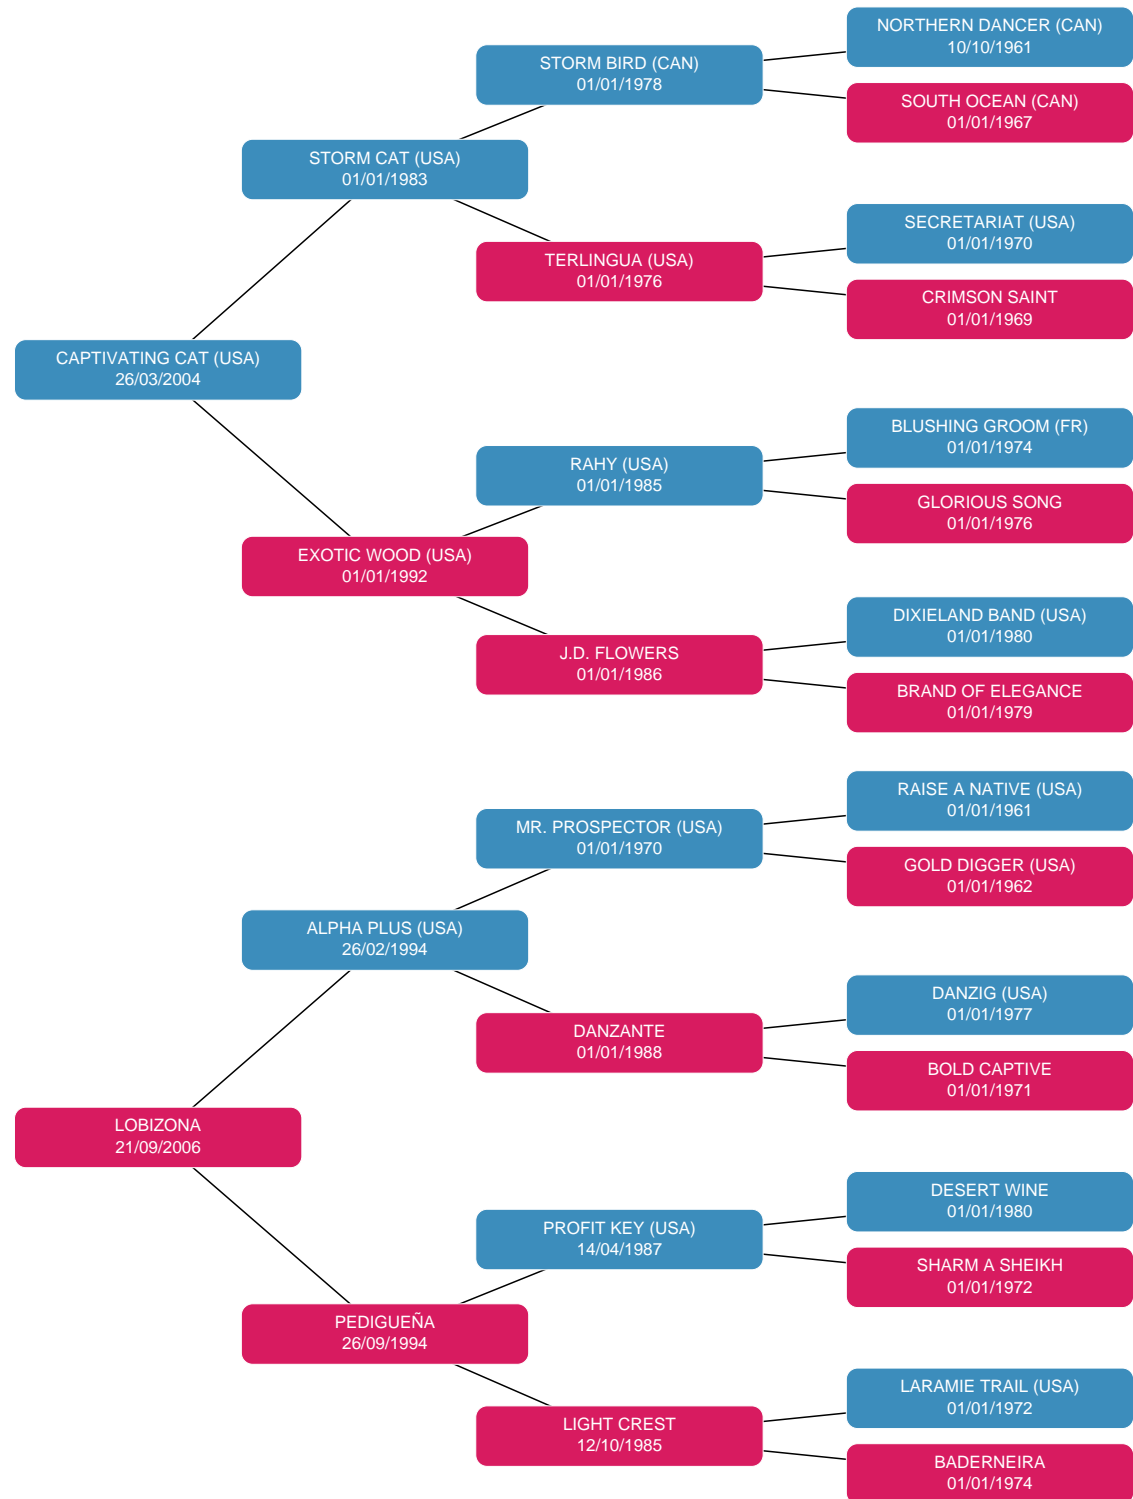 NORTHERN DANCER (CAN)
10/10/1961
STORM BIRD (CAN)
01/01/1978
SOUTH OCEAN (CAN)
01/01/1967
STORM CAT (USA)
01/01/1983
SECRETARIAT (USA)
01/01/1970
TERLINGUA (USA)
01/01/1976
CRIMSON SAINT
01/01/1969
CAPTIVATING CAT (USA)
26/03/2004
BLUSHING GROOM (FR)
01/01/1974
RAHY (USA)
01/01/1985
GLORIOUS SONG
01/01/1976
EXOTIC WOOD (USA)
01/01/1992
DIXIELAND BAND (USA)
01/01/1980
J.D. FLOWERS
01/01/1986
BRAND OF ELEGANCE
01/01/1979
RAISE A NATIVE (USA)
01/01/1961
MR. PROSPECTOR (USA)
01/01/1970
GOLD DIGGER (USA)
01/01/1962
ALPHA PLUS (USA)
26/02/1994
DANZIG (USA)
01/01/1977
DANZANTE
01/01/1988
BOLD CAPTIVE
01/01/1971
LOBIZONA
21/09/2006
DESERT WINE
01/01/1980
PROFIT KEY (USA)
14/04/1987
SHARM A SHEIKH
01/01/1972
PEDIGUEÑA
26/09/1994
LARAMIE TRAIL (USA)
01/01/1972
LIGHT CREST
12/10/1985
BADERNEIRA
01/01/1974